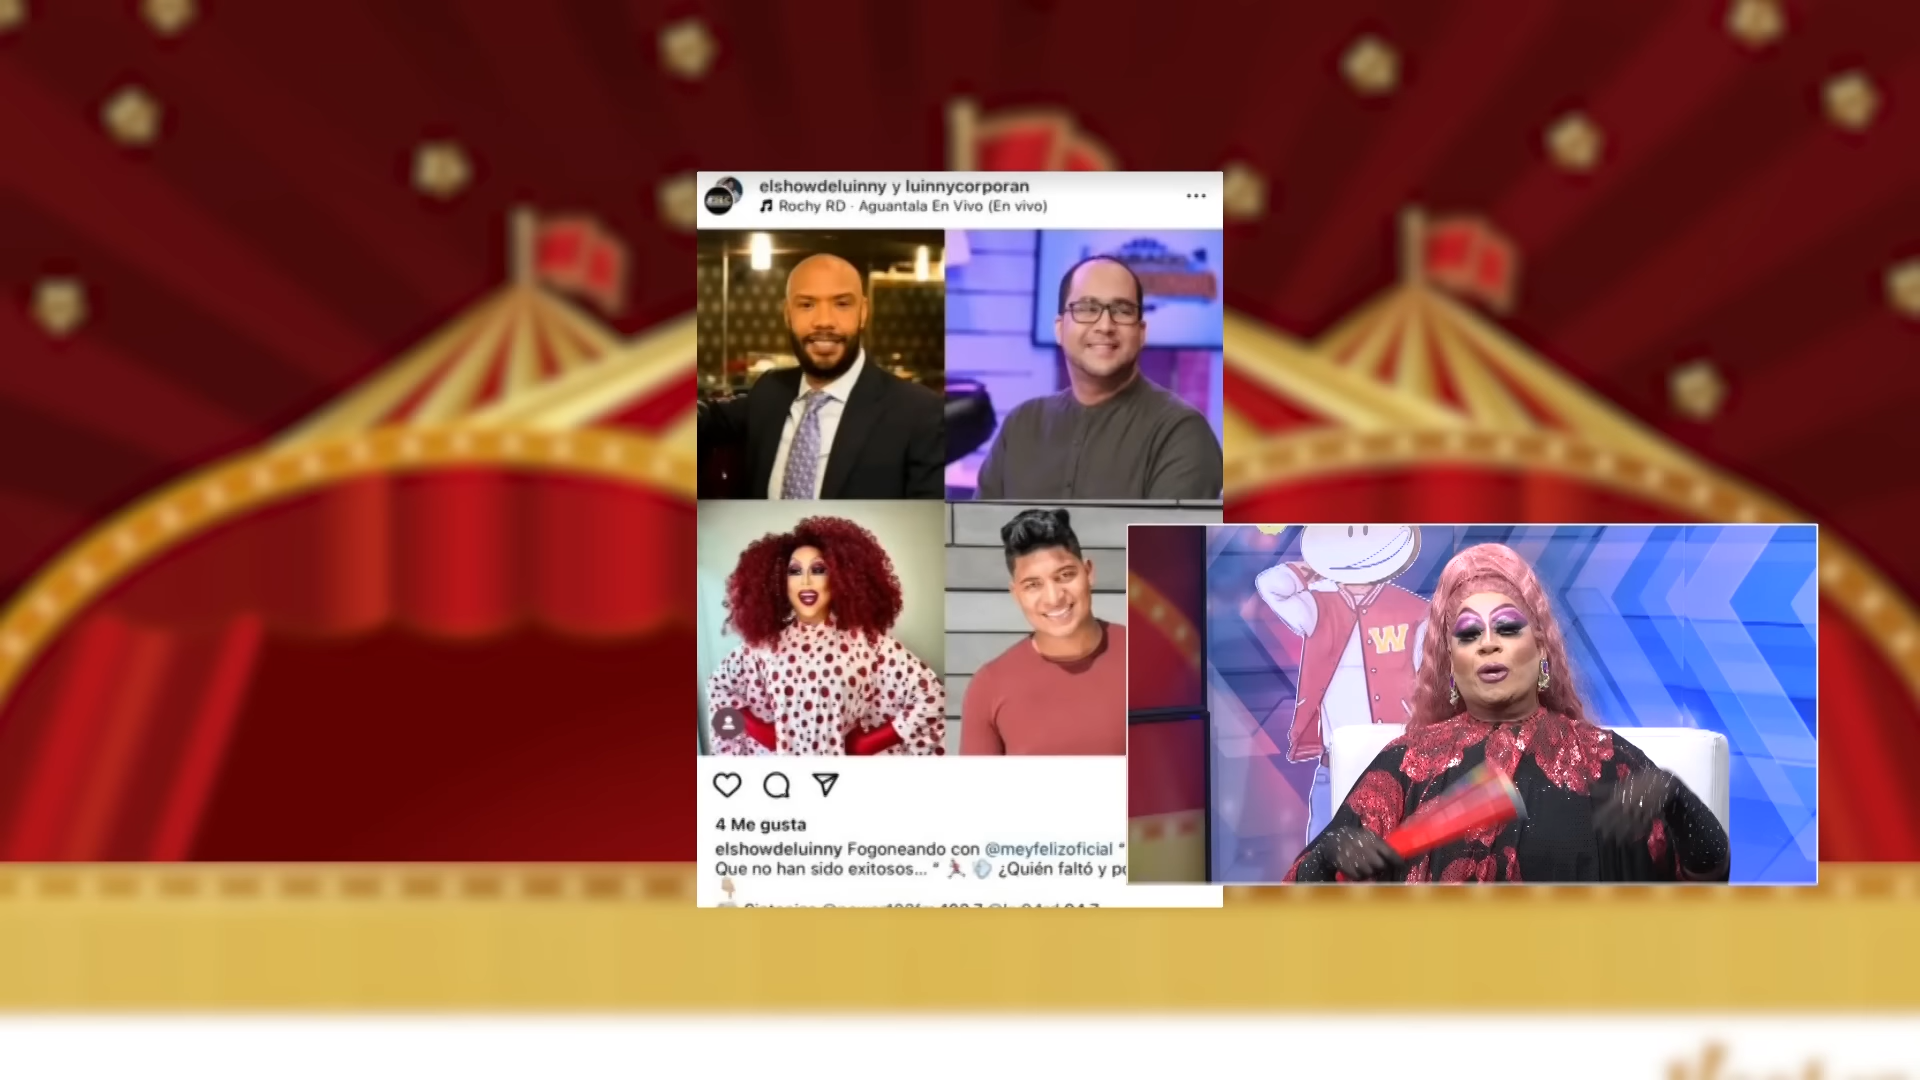 elshowdeluinny y luinnycorporan
Rochy RD · Aguantala En Vivo (En vivo)
W
4 Me gusta
elshowdeluinny Fogoneando con @meyfelizoficial “
Que no han sido exitosos... “ ¿Quién faltó y